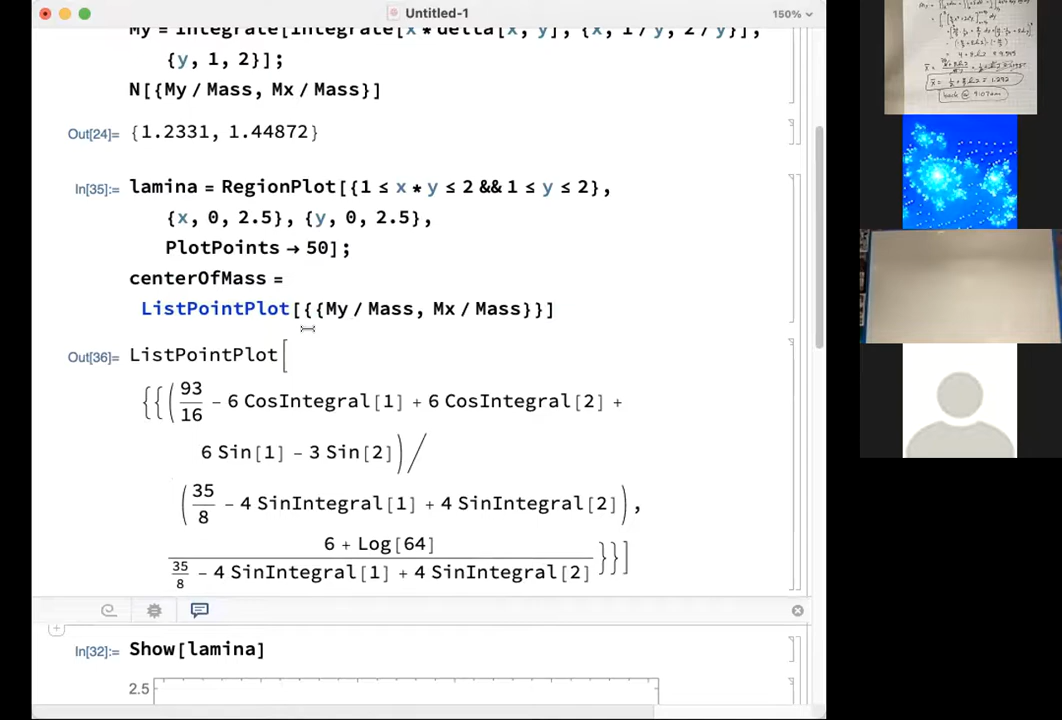 Untitled-1
150%
My = Integrate[Integrate[x * delta[x, y], {x, 1 / y, 2 / y}],
{y, 1, 2}];
N[{My / Mass, Mx / Mass}]
Out[24]= {1.2331, 1.44872}
In[35]:= lamina = RegionPlot[{1 ≤ x * y ≤ 2 && 1 ≤ y ≤ 2},
{x, 0, 2.5}, {y, 0, 2.5},
PlotPoints → 50];
centerOfMass =
ListPointPlot[{{My / Mass, Mx / Mass}}]
Out[36]= ListPointPlot[
{{(93/16 - 6 CosIntegral[1] + 6 CosIntegral[2] +
6 Sin[1] - 3 Sin[2])/
(35/8 - 4 SinIntegral[1] + 4 SinIntegral[2]),
6 + Log[64]
35/8 - 4 SinIntegral[1] + 4 SinIntegral[2]}}]
In[32]:= Show[lamina]
2.5